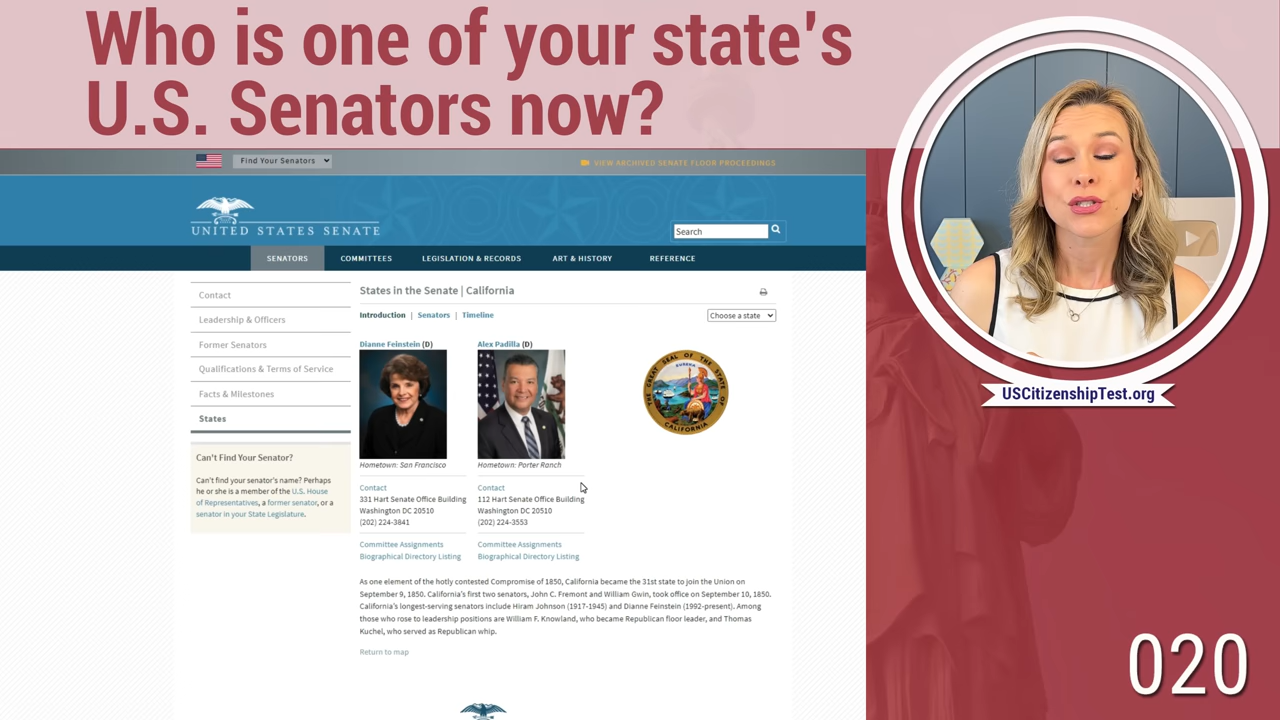 Who is one of your state's
U.S. Senators now?
Find Your Senators
VIEW ARCHIVED SENATE FLOOR PROCEEDINGS
UNITED STATES SENATE
Search
SENATORS COMMITTEES LEGISLATION & RECORDS ART & HISTORY REFERENCE
Contact
Leadership & Officers
Former Senators
Qualifications & Terms of Service
Facts & Milestones
States
Can't Find Your Senator?
Can't find your senator's name? Perhaps
he or she is a member of the U.S. House
of Representatives, a former senator, or a
senator in your State Legislature.
States in the Senate | California
Introduction | Senators | Timeline
Choose a state
Dianne Feinstein (D)
Hometown: San Francisco
Contact
331 Hart Senate Office Building
Washington DC 20510
(202) 224-3841
Committee Assignments
Biographical Directory Listing
Alex Padilla (D)
Hometown: Porter Ranch
Contact
112 Hart Senate Office Building
Washington DC 20510
(202) 224-3553
Committee Assignments
Biographical Directory Listing
THE GREAT SEAL OF THE STATE OF CALIFORNIA
EUREKA
As one element of the hotly contested Compromise of 1850, California became the 31st state to join the Union on
September 9, 1850. California's first two senators, John C. Fremont and William Gwin, took office on September 10, 1850.
California's longest-serving senators include Hiram Johnson (1917-1945) and Dianne Feinstein (1992-present). Among
those who rose to leadership positions are William F. Knowland, who became Republican floor leader, and Thomas
Kuchel, who served as Republican whip.
Return to map
USCitizenshipTest.org
020